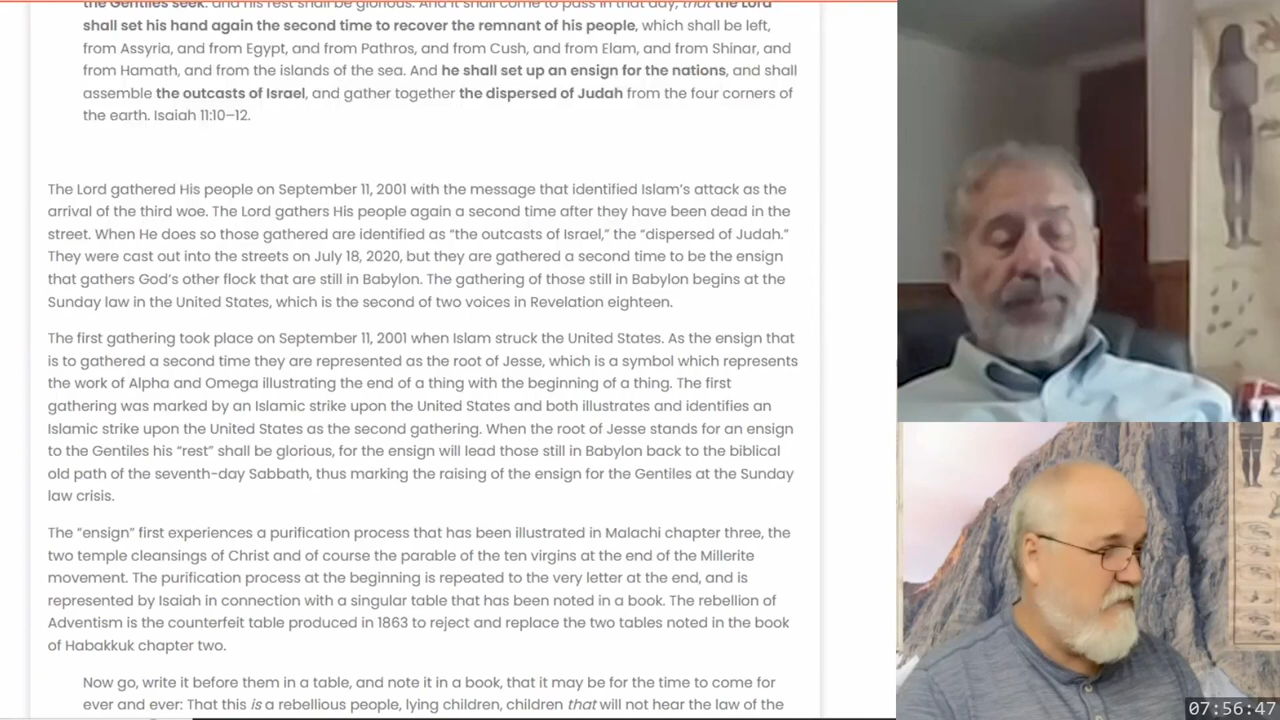 the Gentiles seek: and his rest shall be glorious. And it shall come to pass in that day, that the Lord
shall set his hand again the second time to recover the remnant of his people, which shall be left,
from Assyria, and from Egypt, and from Pathros, and from Cush, and from Elam, and from Shinar, and
from Hamath, and from the islands of the sea. And he shall set up an ensign for the nations, and shall
assemble the outcasts of Israel, and gather together the dispersed of Judah from the four corners of
the earth. Isaiah 11:10–12.
The Lord gathered His people on September 11, 2001 with the message that identified Islam's attack as the
arrival of the third woe. The Lord gathers His people again a second time after they have been dead in the
street. When He does so those gathered are identified as “the outcasts of Israel,” the “dispersed of Judah.”
They were cast out into the streets on July 18, 2020, but they are gathered a second time to be the ensign
that gathers God's other flock that are still in Babylon. The gathering of those still in Babylon begins at the
Sunday law in the United States, which is the second of two voices in Revelation eighteen.
The first gathering took place on September 11, 2001 when Islam struck the United States. As the ensign that
is to gathered a second time they are represented as the root of Jesse, which is a symbol which represents
the work of Alpha and Omega illustrating the end of a thing with the beginning of a thing. The first
gathering was marked by an Islamic strike upon the United States and both illustrates and identifies an
Islamic strike upon the United States as the second gathering. When the root of Jesse stands for an ensign
to the Gentiles his “rest” shall be glorious, for the ensign will lead those still in Babylon back to the biblical
old path of the seventh-day Sabbath, thus marking the raising of the ensign for the Gentiles at the Sunday
law crisis.
The “ensign” first experiences a purification process that has been illustrated in Malachi chapter three, the
two temple cleansings of Christ and of course the parable of the ten virgins at the end of the Millerite
movement. The purification process at the beginning is repeated to the very letter at the end, and is
represented by Isaiah in connection with a singular table that has been noted in a book. The rebellion of
Adventism is the counterfeit table produced in 1863 to reject and replace the two tables noted in the book
of Habakkuk chapter two.
Now go, write it before them in a table, and note it in a book, that it may be for the time to come for
ever and ever: That this is a rebellious people, lying children, children that will not hear the law of the
07:56:47